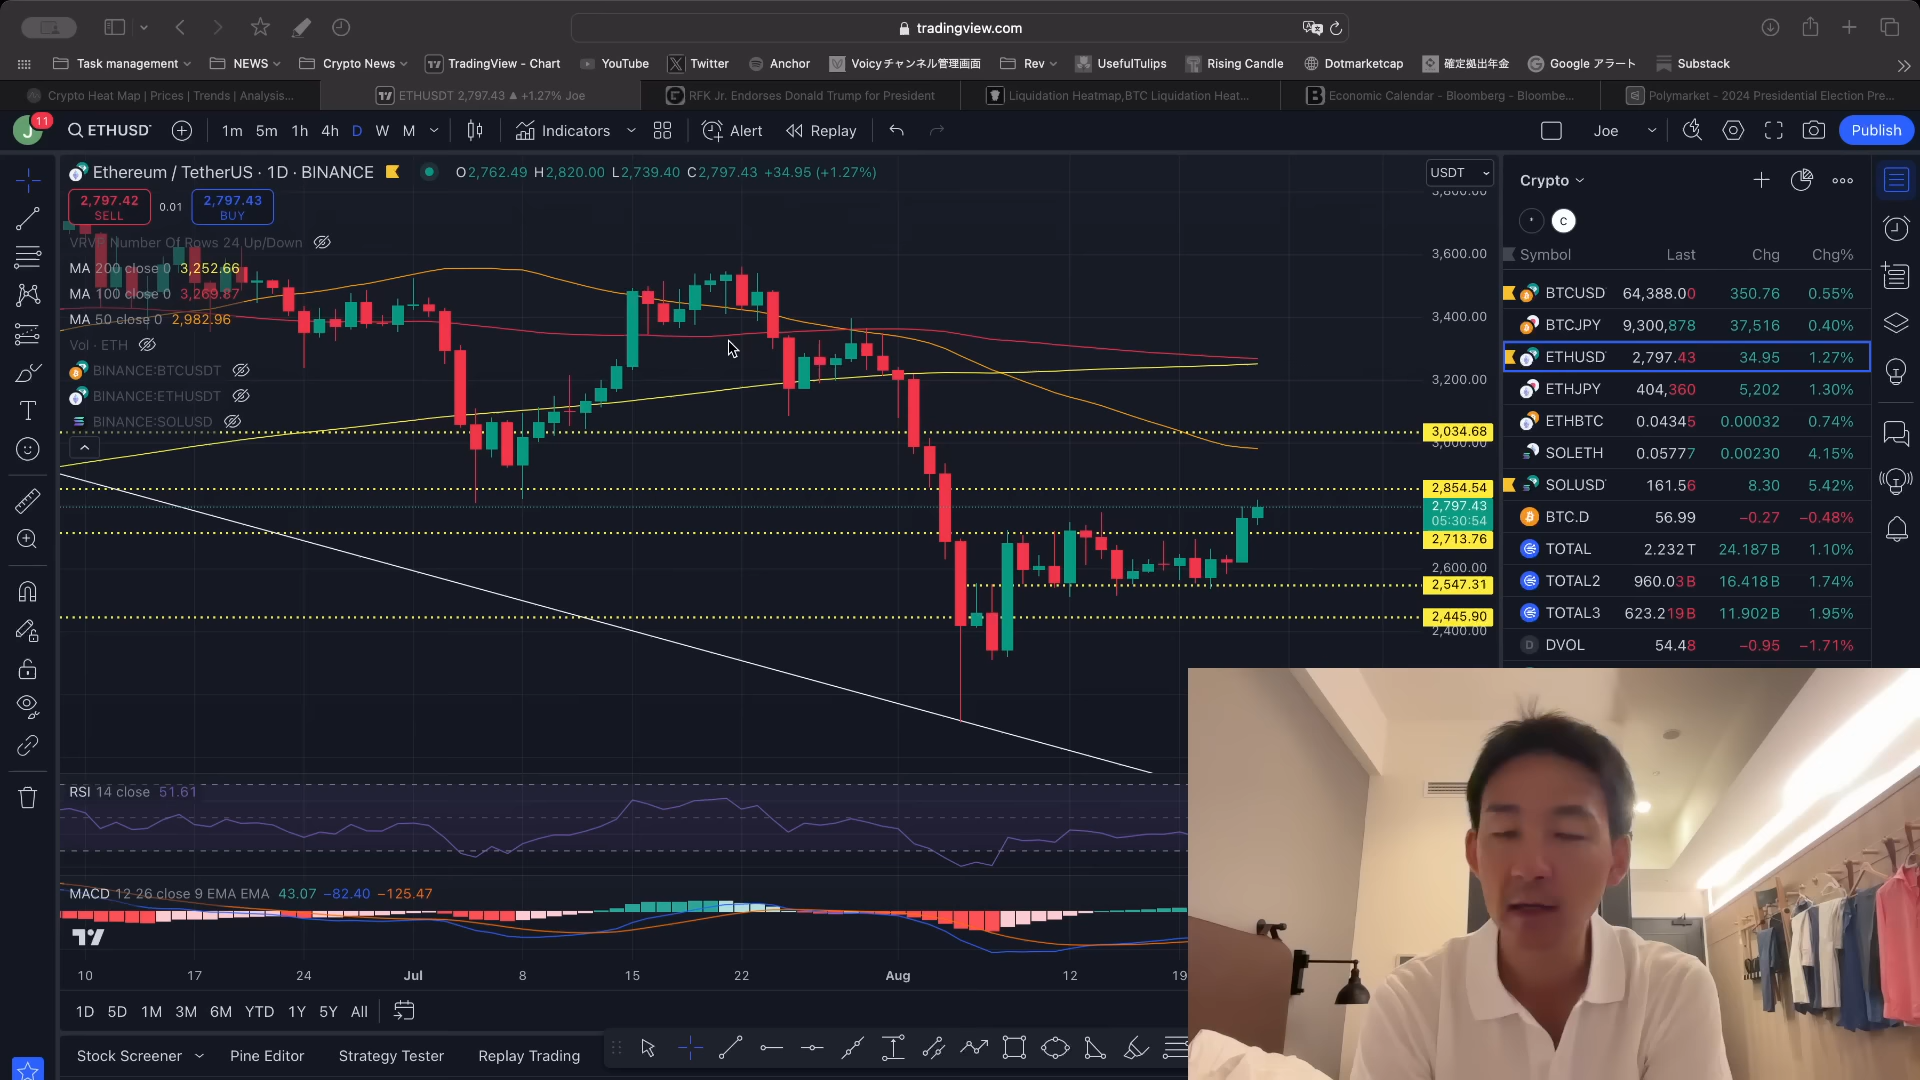 tradingview.com
Task management
NEWS
Crypto News
TradingView - Chart
YouTube
Twitter
Anchor
Voicyチャンネル管理画面
Rev
UsefulTulips
Rising Candle
Dotmarketcap
確定拠出年金
Google アラート
Substack
Crypto Heat Map | Prices | Trends | Analysis...
ETHUSDT 2,797.43 ▲ +1.27% Joe
RFK Jr. Endorses Donald Trump for President
Liquidation Heatmap,BTC Liquidation Heat...
Economic Calendar - Bloomberg - Bloombe...
Polymarket - 2024 Presidential Election Pre...
J
11
ETHUSD
1m 5m 1h 4h D W M
Indicators
Alert
Replay
Joe
Publish
Ethereum / TetherUS · 1D · BINANCE
O2,762.49 H2,820.00 L2,739.40 C2,797.43 +34.95 (+1.27%)
USDT
2,797.42
SELL
0.01
2,797.43
BUY
VRVP Number Of Rows 24 Up/Down
MA 200 close 0 3,252.66
MA 100 close 0 3,269.87
MA 50 close 0 2,982.96
Vol · ETH
BINANCE:BTCUSDT
BINANCE:ETHUSDT
BINANCE:SOLUSD
3,800.00
3,600.00
3,400.00
3,200.00
3,034.68
3,000.00
2,854.54
2,797.43
05:30:54
2,713.76
2,600.00
2,547.31
2,445.90
2,400.00
RSI 14 close 51.61
MACD 12 26 close 9 EMA EMA 43.07 −82.40 −125.47
10 17 24 Jul 8 15 22 Aug 12 19
1D 5D 1M 3M 6M YTD 1Y 5Y All
Stock Screener
Pine Editor
Strategy Tester
Replay Trading
Crypto
C
Symbol Last Chg Chg%
BTCUSD 64,388.00 350.76 0.55%
BTCJPY 9,300,878 37,516 0.40%
ETHUSD 2,797.43 34.95 1.27%
ETHJPY 404,360 5,202 1.30%
ETHBTC 0.04345 0.00032 0.74%
SOLETH 0.05777 0.00230 4.15%
SOLUSD 161.56 8.30 5.42%
BTC.D 56.99 −0.27 −0.48%
TOTAL 2.232T 24.187B 1.10%
TOTAL2 960.03B 16.418B 1.74%
TOTAL3 623.219B 11.902B 1.95%
D DVOL 54.48 −0.95 −1.71%